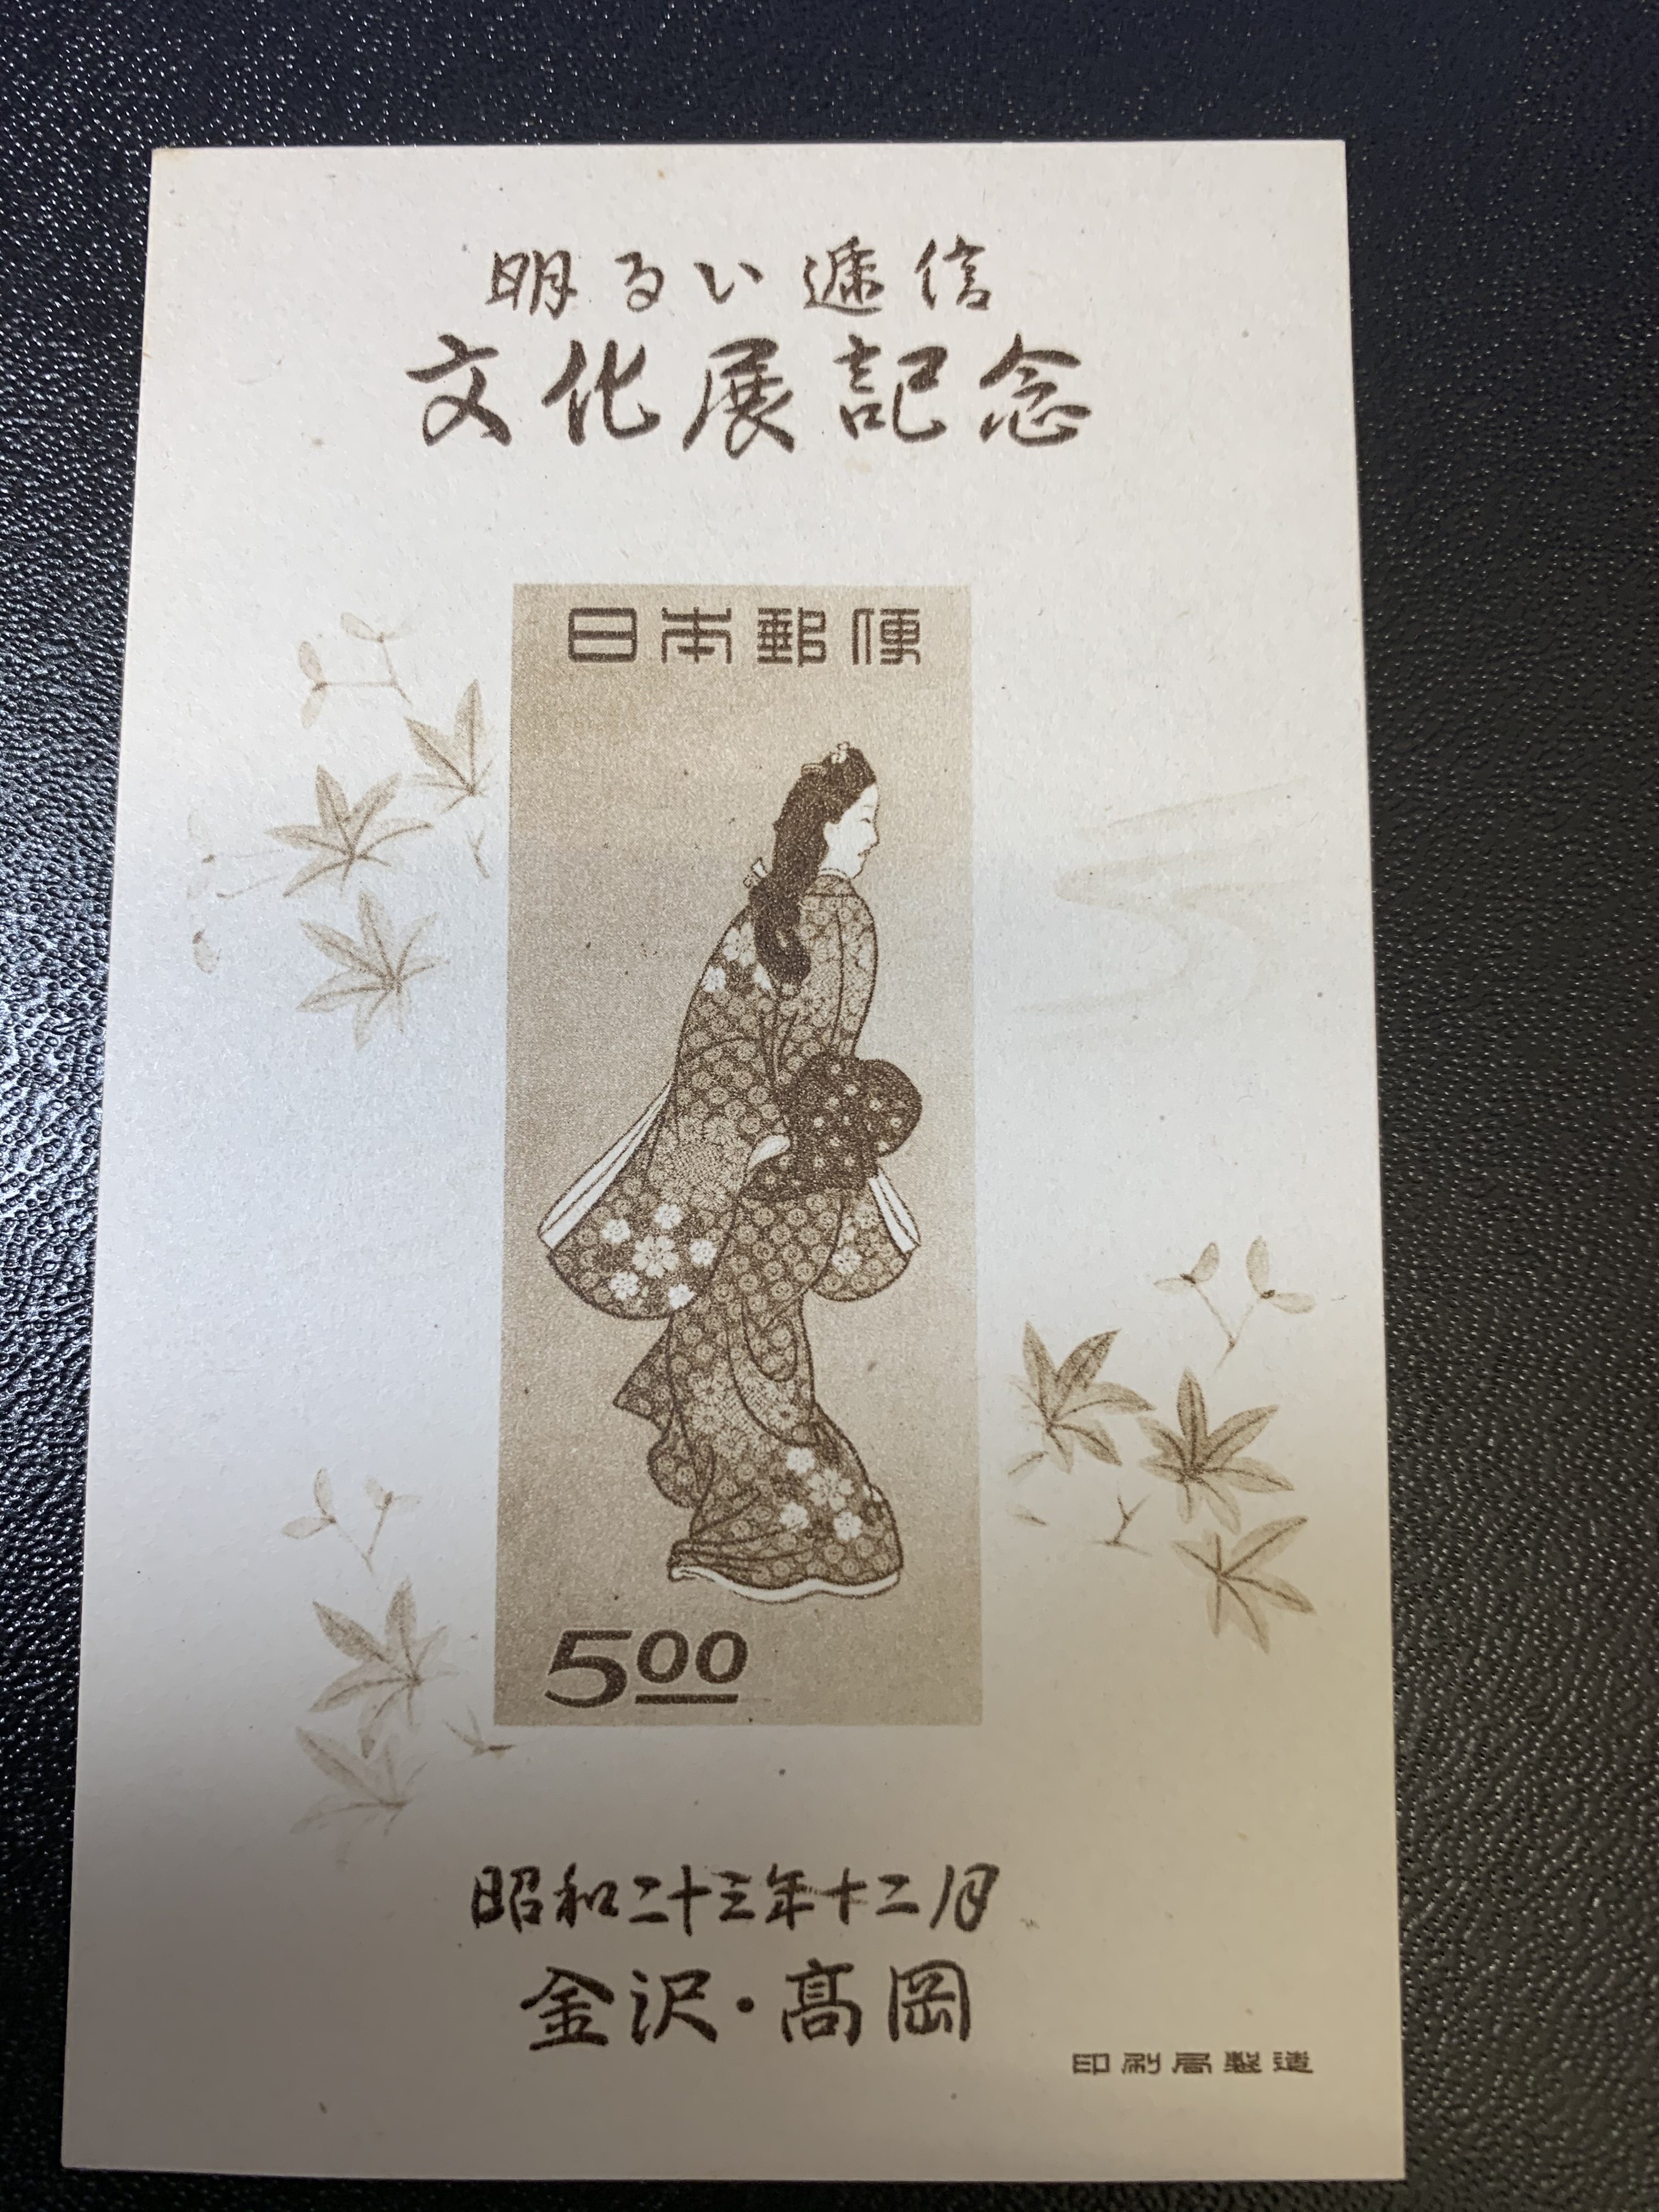 明るい逓信
文化展記念
日本郵便
5.00
昭和二十三年十二月
金沢・高岡
印刷局製造